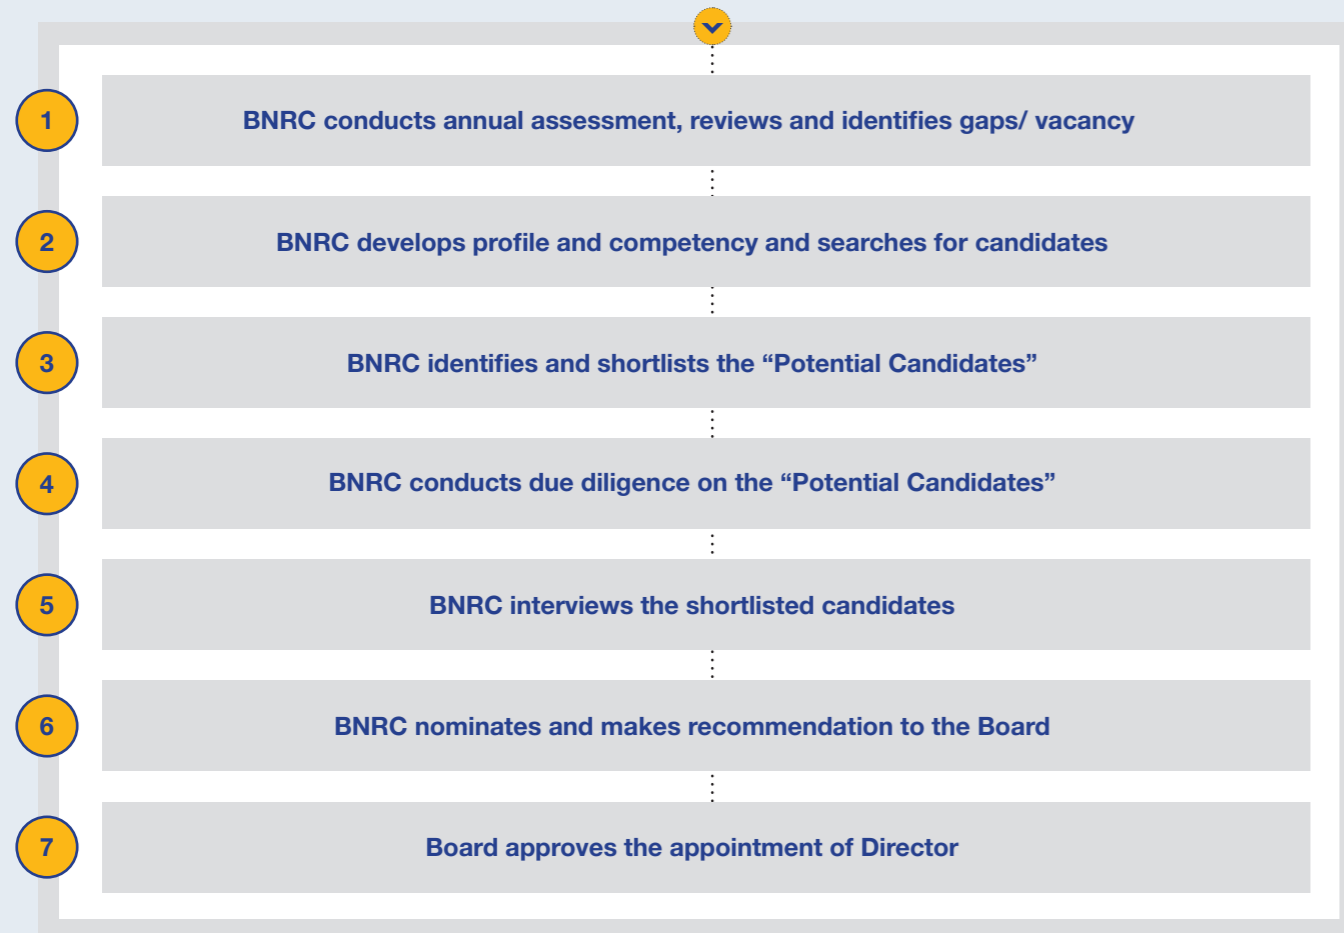 1
BNRC conducts annual assessment, reviews and identifies gaps/ vacancy
2
BNRC develops profile and competency and searches for candidates
3
BNRC identifies and shortlists the “Potential Candidates”
4
BNRC conducts due diligence on the “Potential Candidates”
5
BNRC interviews the shortlisted candidates
6
BNRC nominates and makes recommendation to the Board
7
Board approves the appointment of Director